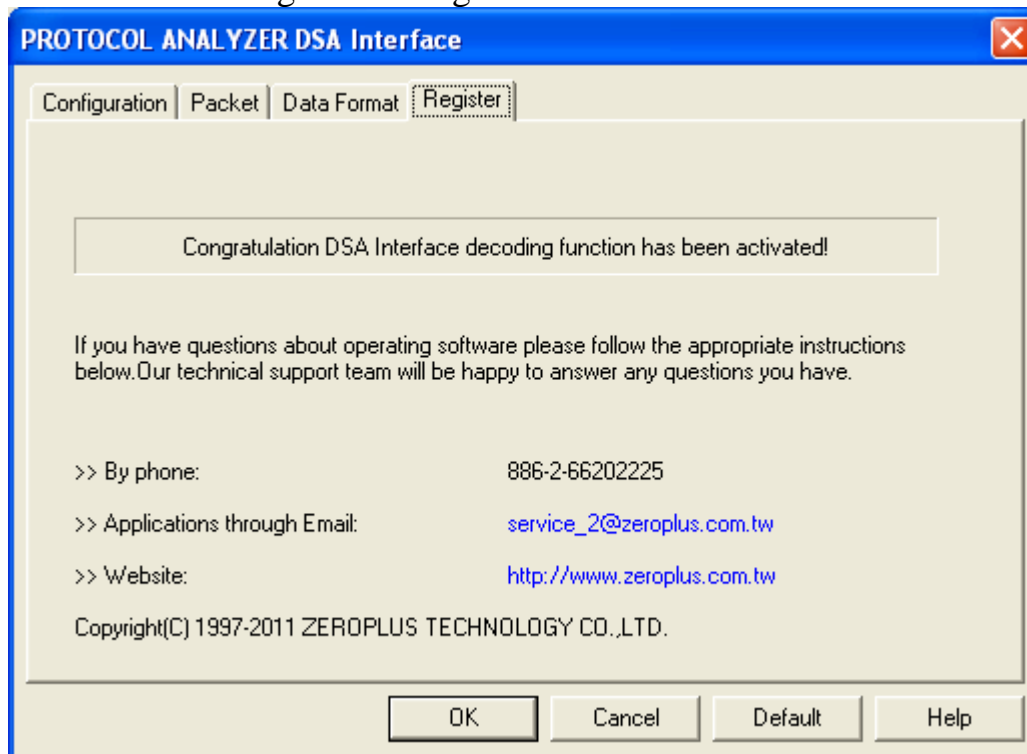 PROTOCOL ANALYZER DSA Interface
Configuration Packet Data Format Register
Congratulation DSA Interface decoding function has been activated!
If you have questions about operating software please follow the appropriate instructions
below.Our technical support team will be happy to answer any questions you have.
>> By phone: 886-2-66202225
>> Applications through Email: service_2@zeroplus.com.tw
>> Website: http://www.zeroplus.com.tw
Copyright(C) 1997-2011 ZEROPLUS TECHNOLOGY CO.,LTD.
OK Cancel Default Help